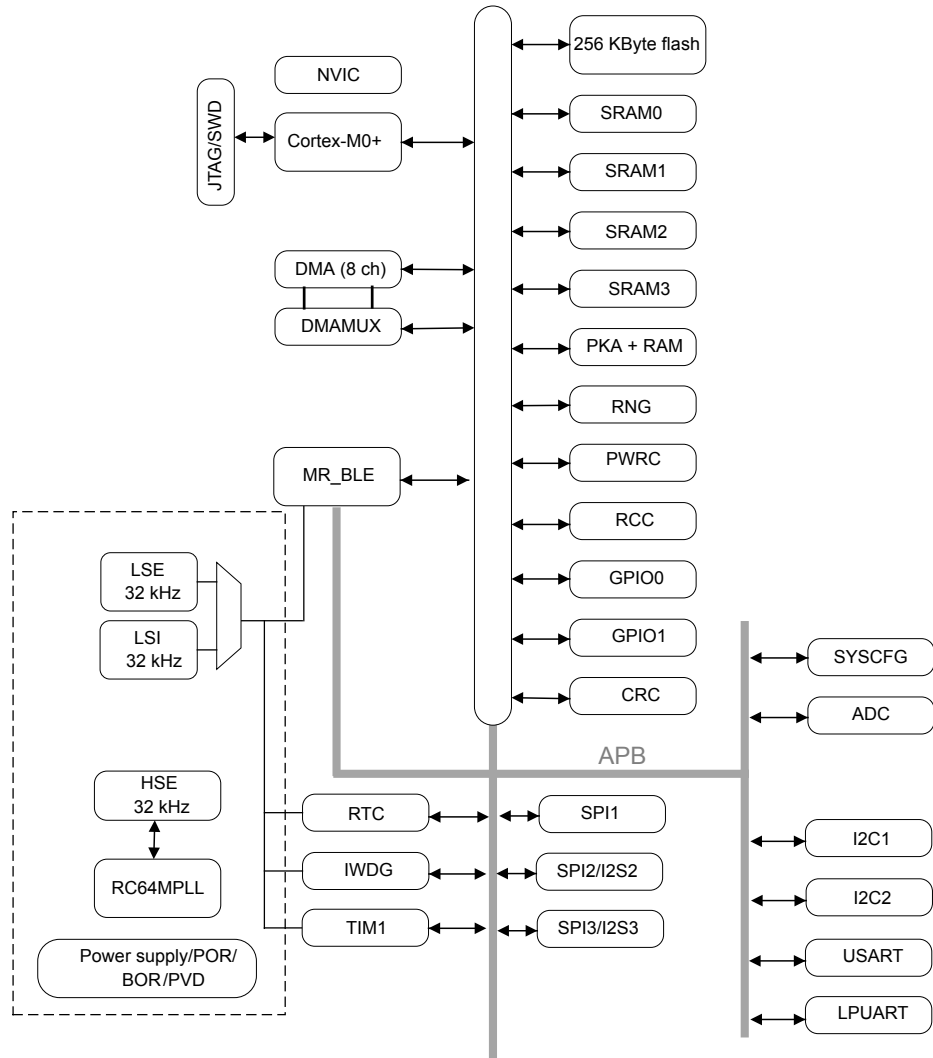 256 KByte flash
NVIC
JTAG/SWD
Cortex-M0+
SRAM0
SRAM1
SRAM2
DMA (8 ch)
SRAM3
DMAMUX
PKA + RAM
RNG
MR_BLE
PWRC
RCC
LSE
32 kHz
GPIO0
LSI
32 kHz
GPIO1
SYSCFG
CRC
ADC
APB
HSE
32 kHz
RTC
SPI1
I2C1
RC64MPLL
IWDG
SPI2/I2S2
I2C2
TIM1
SPI3/I2S3
Power supply/POR/
BOR/PVD
USART
LPUART